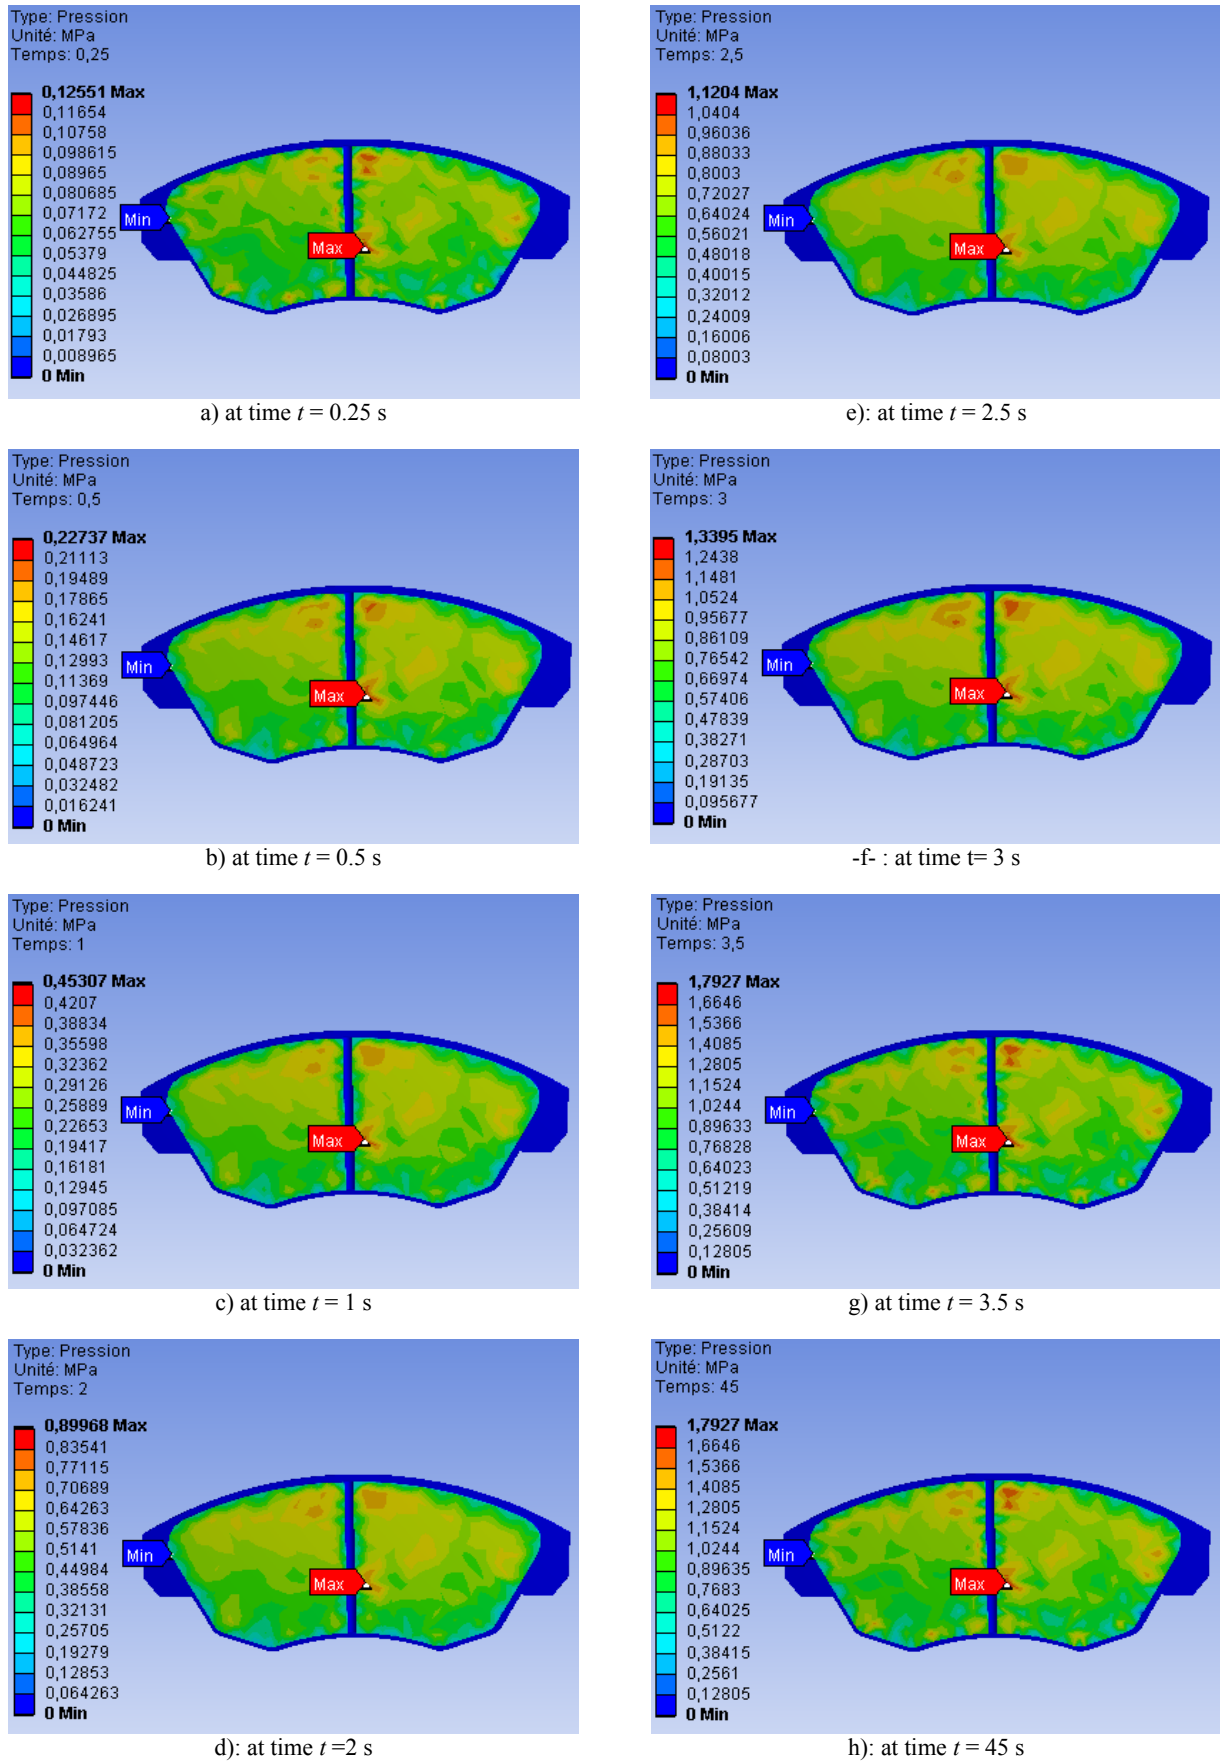 Type: Pression
Unité: MPa
Temps: 0,25
0,12551 Max
0,11654
0,10758
0,098615
0,08965
0,080685
0,07172
0,062755
0,05379
0,044825
0,03586
0,026895
0,01793
0,008965
0 Min
Min
Max
a) at time t = 0.25 s
Type: Pression
Unité: MPa
Temps: 2,5
1,1204 Max
1,0404
0,96036
0,88033
0,8003
0,72027
0,64024
0,56021
0,48018
0,40015
0,32012
0,24009
0,16006
0,08003
0 Min
Min
Max
e): at time t = 2.5 s
Type: Pression
Unité: MPa
Temps: 0,5
0,22737 Max
0,21113
0,19489
0,17865
0,16241
0,14617
0,12993
0,11369
0,097446
0,081205
0,064964
0,048723
0,032482
0,016241
0 Min
Min
Max
b) at time t = 0.5 s
Type: Pression
Unité: MPa
Temps: 3
1,3395 Max
1,2438
1,1481
1,0524
0,95677
0,86109
0,76542
0,66974
0,57406
0,47839
0,38271
0,28703
0,19135
0,095677
0 Min
Min
Max
-f- : at time t= 3 s
Type: Pression
Unité: MPa
Temps: 1
0,45307 Max
0,4207
0,38834
0,35598
0,32362
0,29126
0,25889
0,22653
0,19417
0,16181
0,12945
0,097085
0,064724
0,032362
0 Min
Min
Max
c) at time t = 1 s
Type: Pression
Unité: MPa
Temps: 3,5
1,7927 Max
1,6646
1,5366
1,4085
1,2805
1,1524
1,0244
0,89633
0,76828
0,64023
0,51219
0,38414
0,25609
0,12805
0 Min
Min
Max
g) at time t = 3.5 s
Type: Pression
Unité: MPa
Temps: 2
0,89968 Max
0,83541
0,77115
0,70689
0,64263
0,57836
0,5141
0,44984
0,38558
0,32131
0,25705
0,19279
0,12853
0,064263
0 Min
Min
Max
d): at time t =2 s
Type: Pression
Unité: MPa
Temps: 45
1,7927 Max
1,6646
1,5366
1,4085
1,2805
1,1524
1,0244
0,89635
0,7683
0,64025
0,5122
0,38415
0,2561
0,12805
0 Min
Min
Max
h): at time t = 45 s